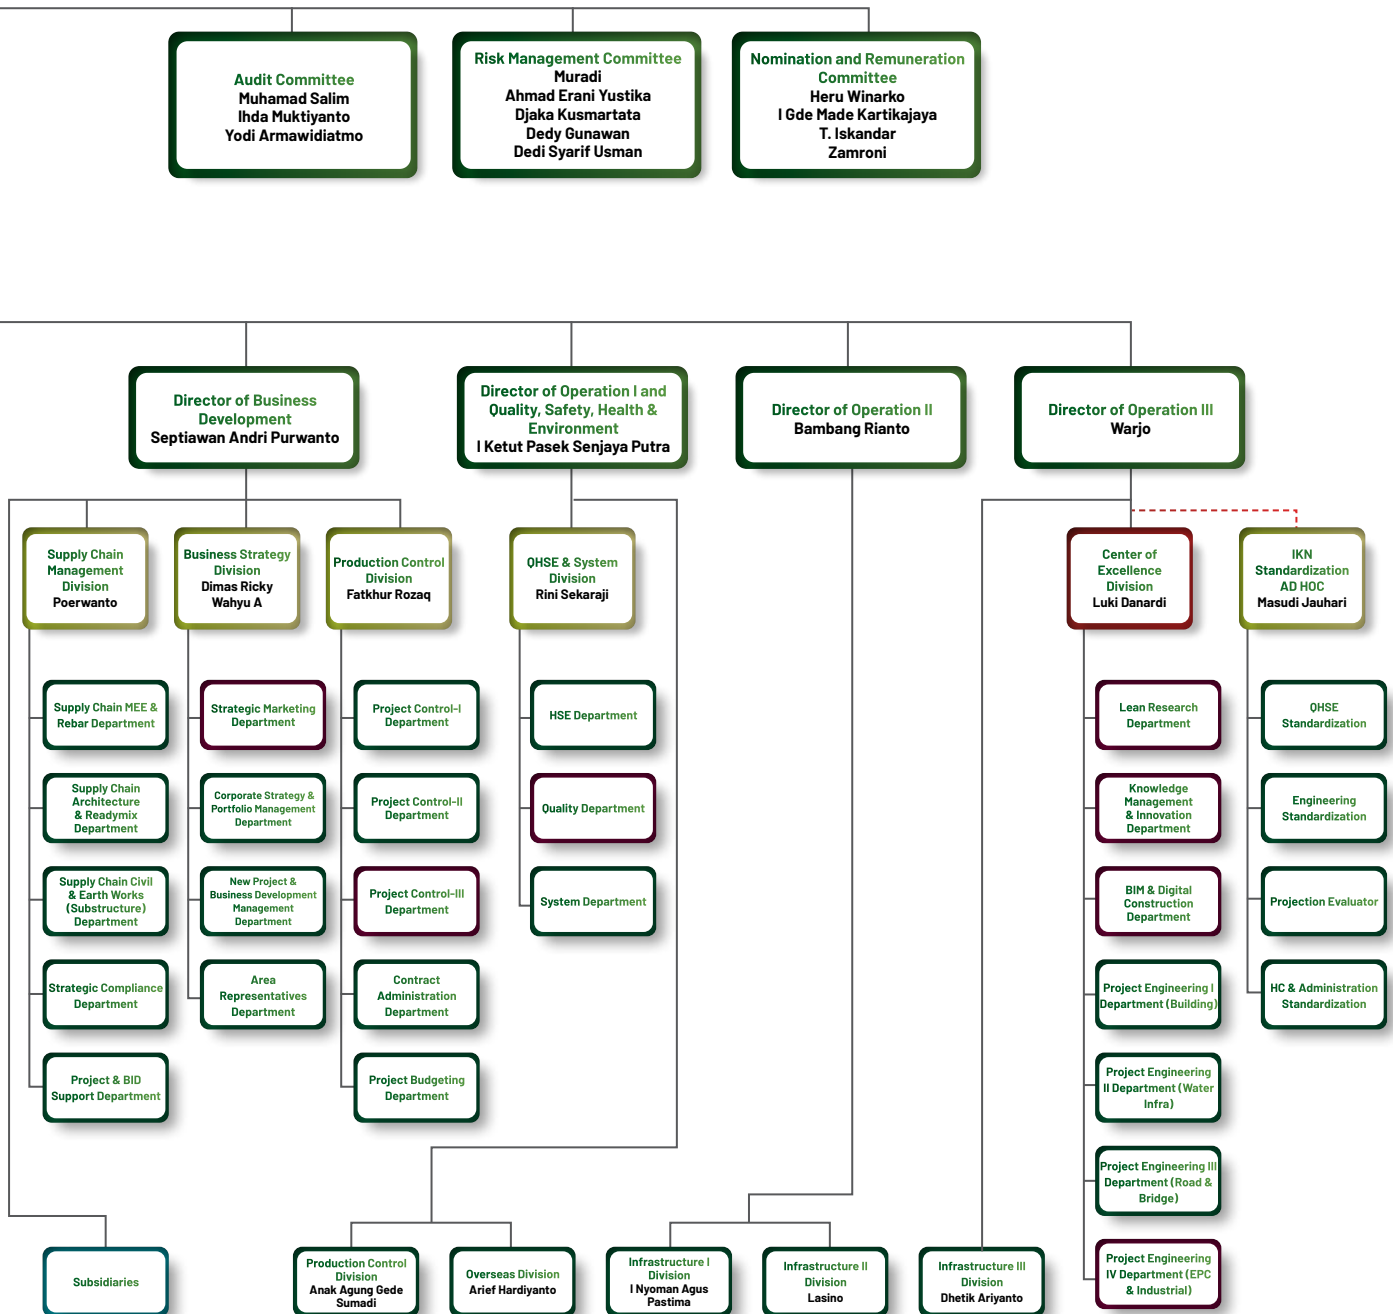 Audit Committee
Muhamad Salim
Ihda Muktiyanto
Yodi Armawidiatmo
Risk Management Committee
Muradi
Ahmad Erani Yustika
Djaka Kusmartata
Dedy Gunawan
Dedi Syarif Usman
Nomination and Remuneration
Committee
Heru Winarko
I Gde Made Kartikajaya
T. Iskandar
Zamroni
Director of Business
Development
Septiawan Andri Purwanto
Director of Operation I and
Quality, Safety, Health &
Environment
I Ketut Pasek Senjaya Putra
Director of Operation II
Bambang Rianto
Director of Operation III
Warjo
Supply Chain
Management
Division
Poerwanto
Business Strategy
Division
Dimas Ricky
Wahyu A
Production Control
Division
Fatkhur Rozaq
QHSE & System
Division
Rini Sekaraji
Center of
Excellence
Division
Luki Danardi
IKN
Standardization
AD HOC
Masudi Jauhari
Supply Chain MEE &
Rebar Department
Supply Chain
Architecture
& Readymix
Department
Supply Chain Civil
& Earth Works
(Substructure)
Department
Strategic Compliance
Department
Project & BID
Support Department
Strategic Marketing
Department
Corporate Strategy &
Portfolio Management
Department
New Project &
Business Development
Management
Department
Area
Representatives
Department
Project Control-I
Department
Project Control-II
Department
Project Control-III
Department
Contract
Administration
Department
Project Budgeting
Department
HSE Department
Quality Department
System Department
Lean Research
Department
Knowledge
Management
& Innovation
Department
BIM & Digital
Construction
Department
Project Engineering I
Department (Building)
Project Engineering
II Department (Water
Infra)
Project Engineering III
Department (Road &
Bridge)
Project Engineering
IV Department (EPC
& Industrial)
QHSE
Standardization
Engineering
Standardization
Projection Evaluator
HC & Administration
Standardization
Subsidiaries
Production Control
Division
Anak Agung Gede
Sumadi
Overseas Division
Arief Hardiyanto
Infrastructure I
Division
I Nyoman Agus
Pastima
Infrastructure II
Division
Lasino
Infrastructure III
Division
Dhetik Ariyanto